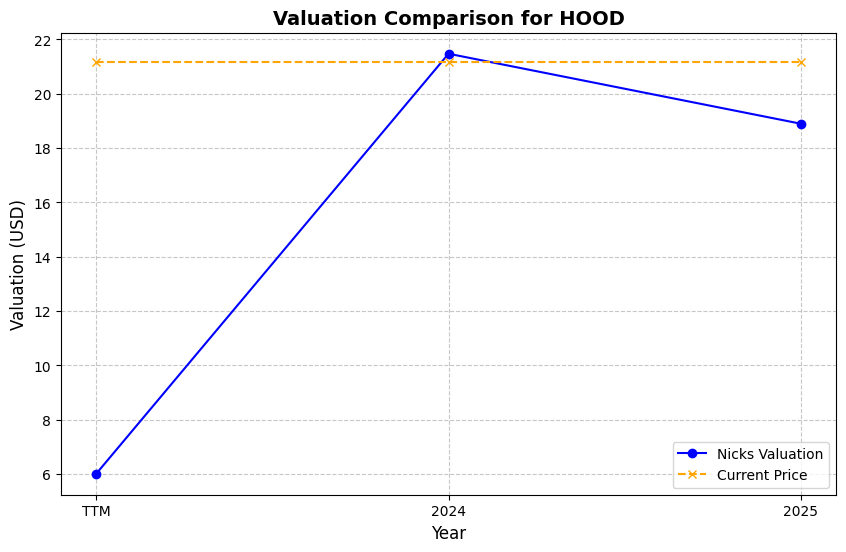 Valuation Comparison for HOOD
Valuation (USD)
22
20
18
16
14
12
10
8
6
TTM
2024
2025
Year
Nicks Valuation
Current Price